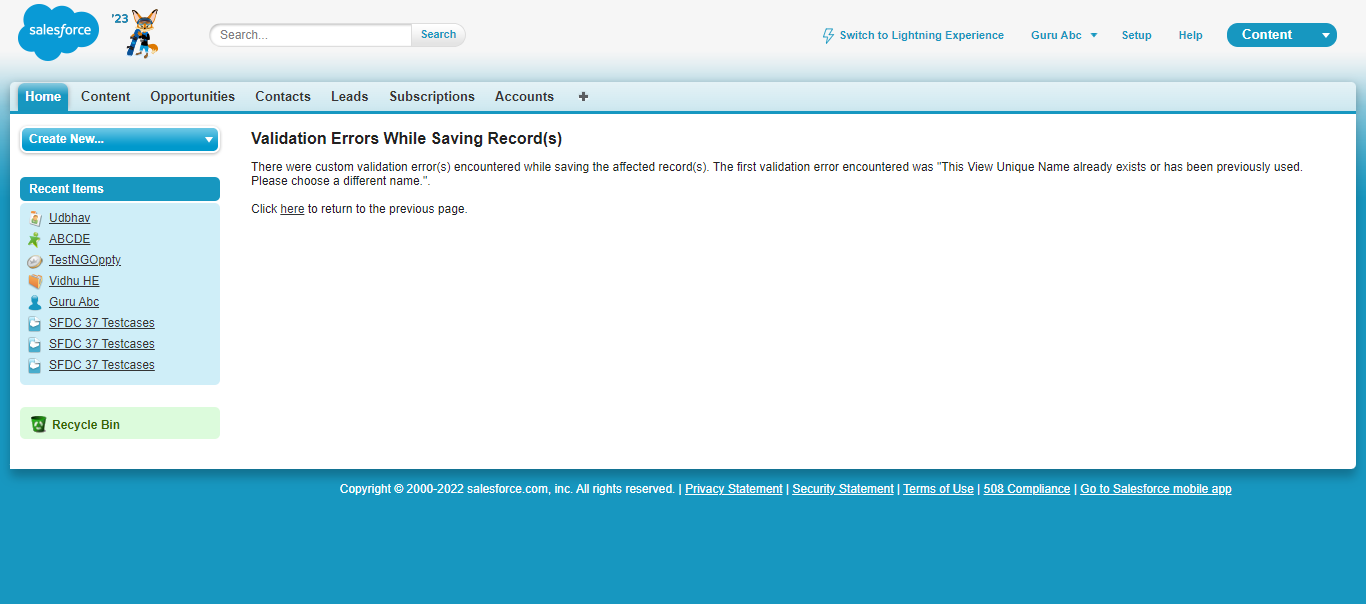 salesforce
'23
Search...
Search
Switch to Lightning Experience
Guru Abc
Setup
Help
Content
Home
Content
Opportunities
Contacts
Leads
Subscriptions
Accounts
Create New...
Recent Items
Udbhav
ABCDE
TestNGOppty
Vidhu HE
Guru Abc
SFDC 37 Testcases
SFDC 37 Testcases
SFDC 37 Testcases
Recycle Bin
Validation Errors While Saving Record(s)
There were custom validation error(s) encountered while saving the affected record(s). The first validation error encountered was "This View Unique Name already exists or has been previously used.
Please choose a different name.".
Click here to return to the previous page.
Copyright © 2000-2022 salesforce.com, inc. All rights reserved. | Privacy Statement | Security Statement | Terms of Use | 508 Compliance | Go to Salesforce mobile app